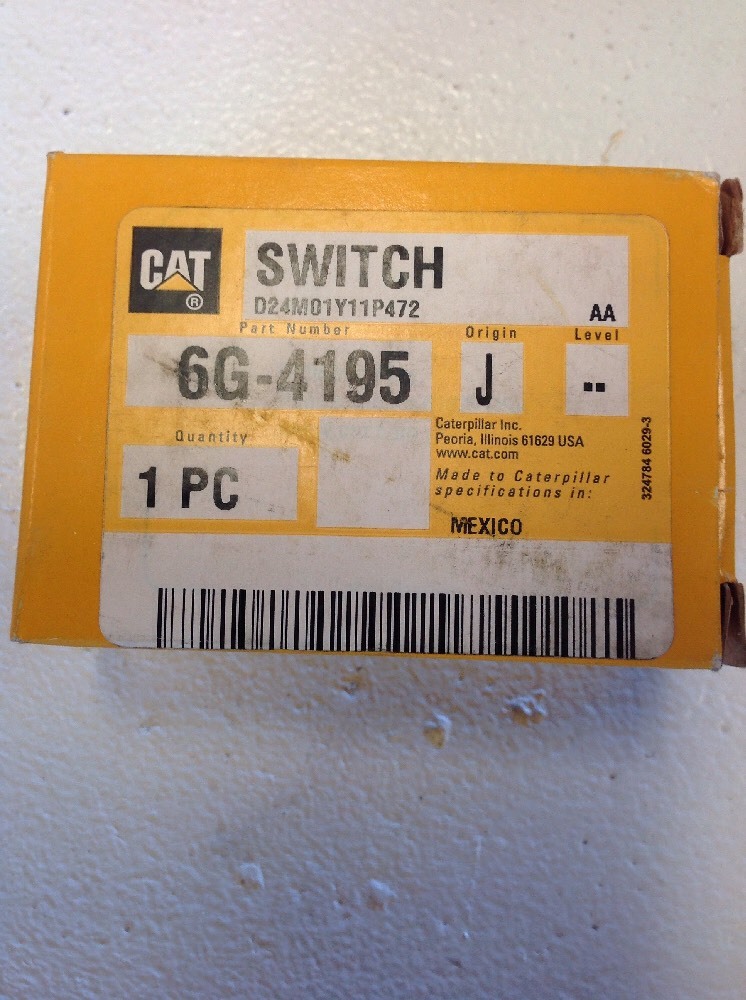 CAT ®
SWITCH
D24M01Y11P472
AA
Part Number
Origin
Level
6G-4195
J
--
Quantity
1 PC
Caterpillar Inc.
Peoria, Illinois 61629 USA
www.cat.com
Made to Caterpillar
specifications in:
MEXICO
324784 6029-3